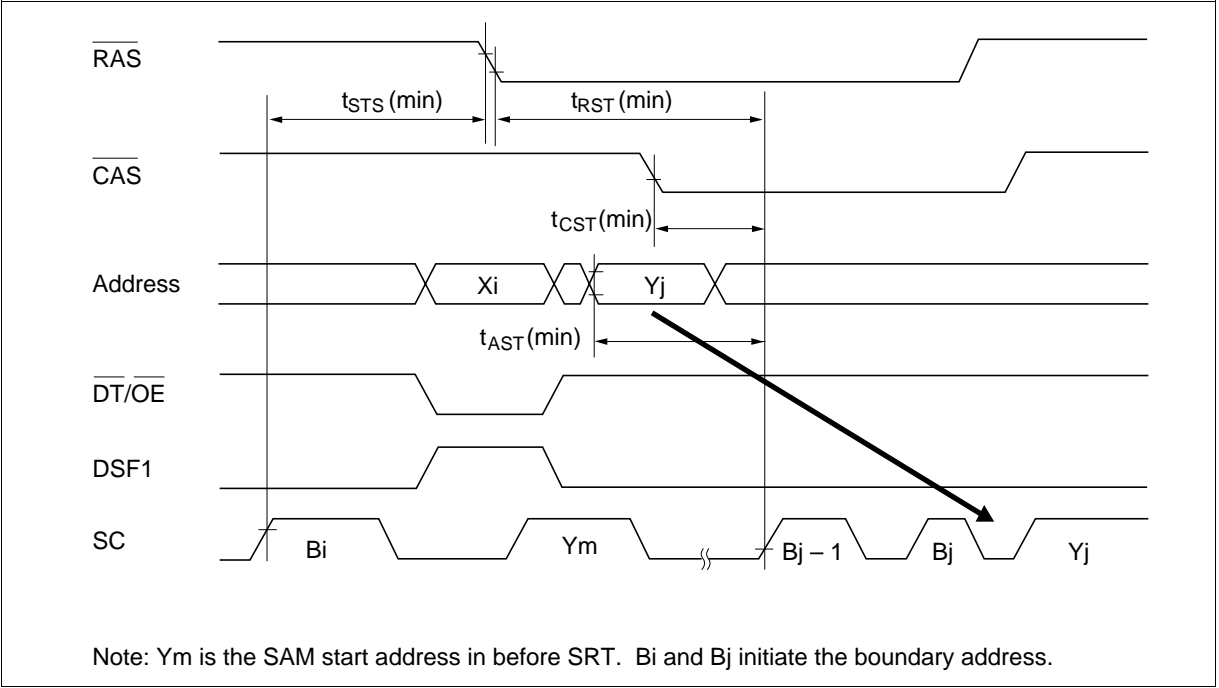 RAS
tSTS (min) tRST (min)
CAS
tCST (min)
Address Xi Yj
tAST (min)
DT/OE
DSF1
SC Bi Ym Bj – 1 Bj Yj
Note: Ym is the SAM start address in before SRT. Bi and Bj initiate the boundary address.